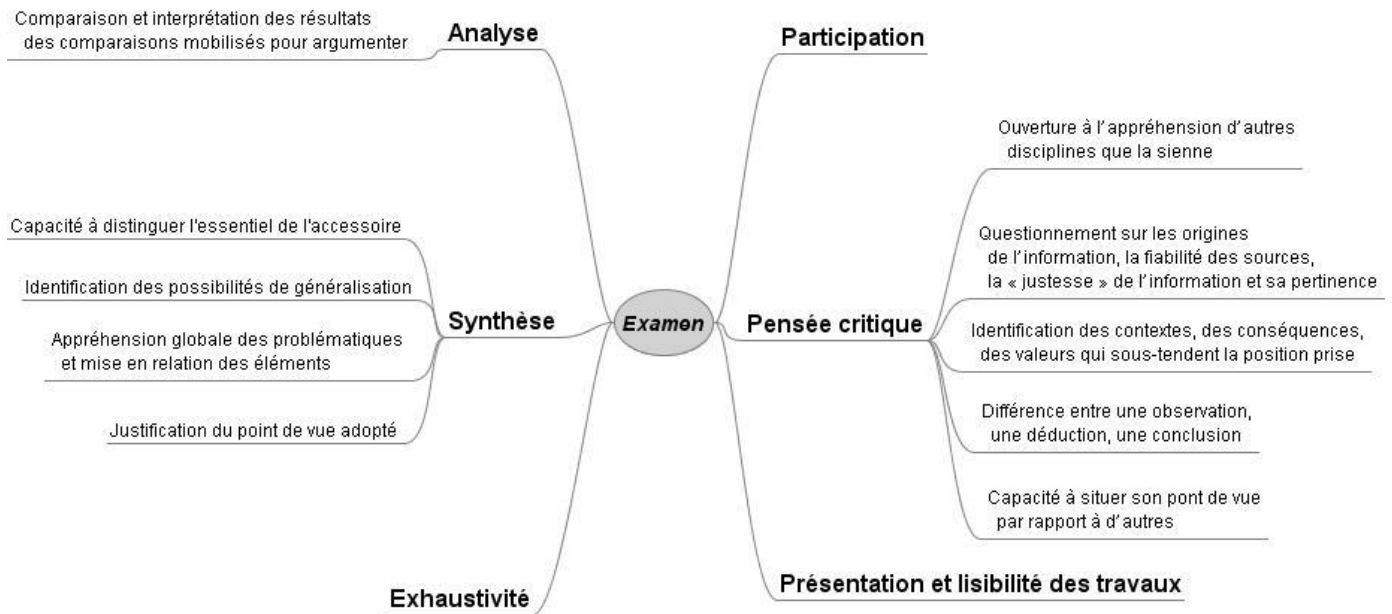 Comparaison et interprétation des résultats
des comparaisons mobilisés pour argumenter
Analyse
Capacité à distinguer l'essentiel de l'accessoire
Identification des possibilités de généralisation
Appréhension globale des problématiques
et mise en relation des éléments
Justification du point de vue adopté
Synthèse
Exhaustivité
Examen
Participation
Pensée critique
Ouverture à l'appréhension d'autres
disciplines que la sienne
Questionnement sur les origines
de l'information, la fiabilité des sources,
la « justesse » de l'information et sa pertinence
Identification des contextes, des conséquences,
des valeurs qui sous-tendent la position prise
Différence entre une observation,
une déduction, une conclusion
Capacité à situer son pont de vue
par rapport à d'autres
Présentation et lisibilité des travaux